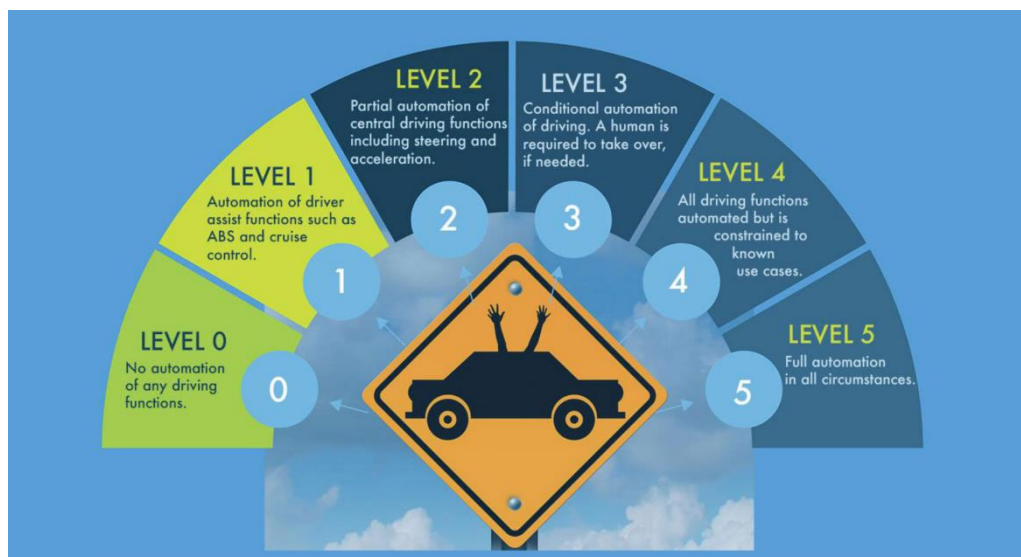 LEVEL 0
No automation
of any driving
functions.
0
LEVEL 1
Automation of driver
assist functions such as
ABS and cruise
control.
1
LEVEL 2
Partial automation of
central driving functions
including steering and
acceleration.
2
LEVEL 3
Conditional automation
of driving. A human is
required to take over,
if needed.
3
LEVEL 4
All driving functions
automated but is
constrained to
known
use cases.
4
LEVEL 5
Full automation
in all circumstances.
5